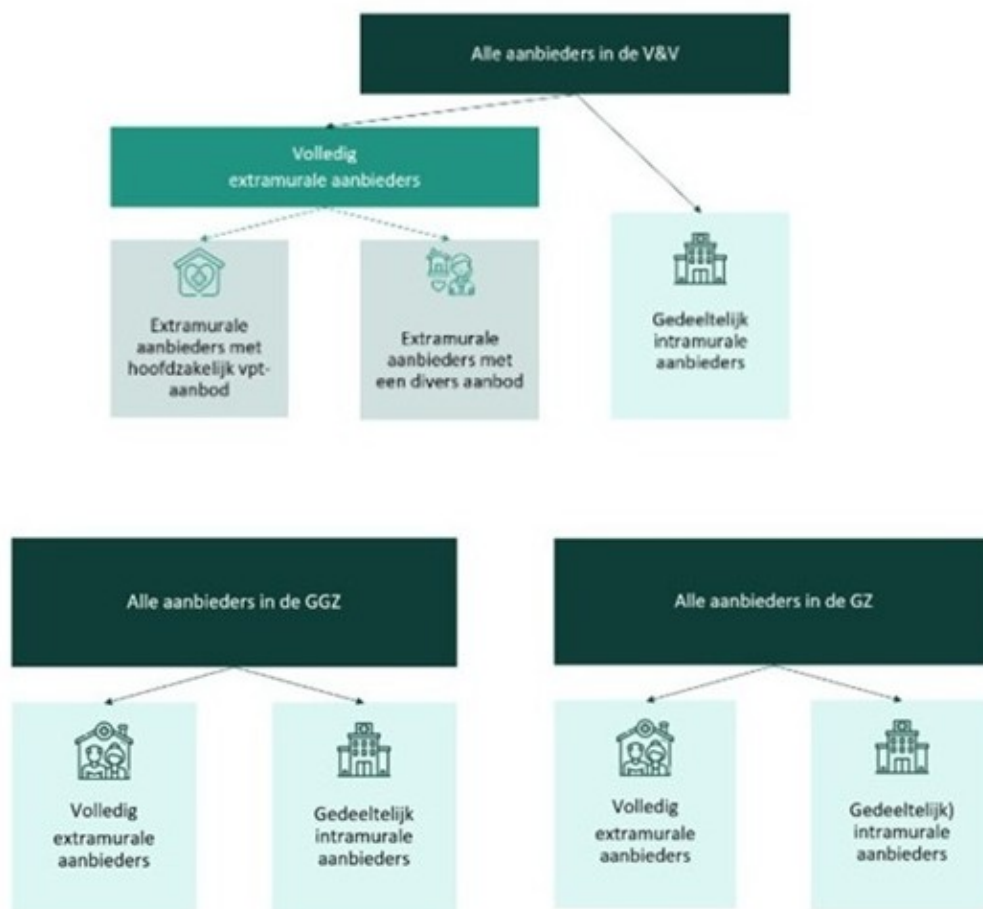 Alle aanbieders in de V&V
Volledig
extramurale aanbieders
Extramurale
aanbieders met
hoofdzakelijk vpt-
aanbod
Extramurale
aanbieders met
een divers aanbod
Gedeeltelijk
intramurale
aanbieders
Alle aanbieders in de GGZ
Volledig
extramurale
aanbieders
Gedeeltelijk
intramurale
aanbieders
Alle aanbieders in de GZ
Volledig
extramurale
aanbieders
Gedeeltelijk)
intramurale
aanbieders